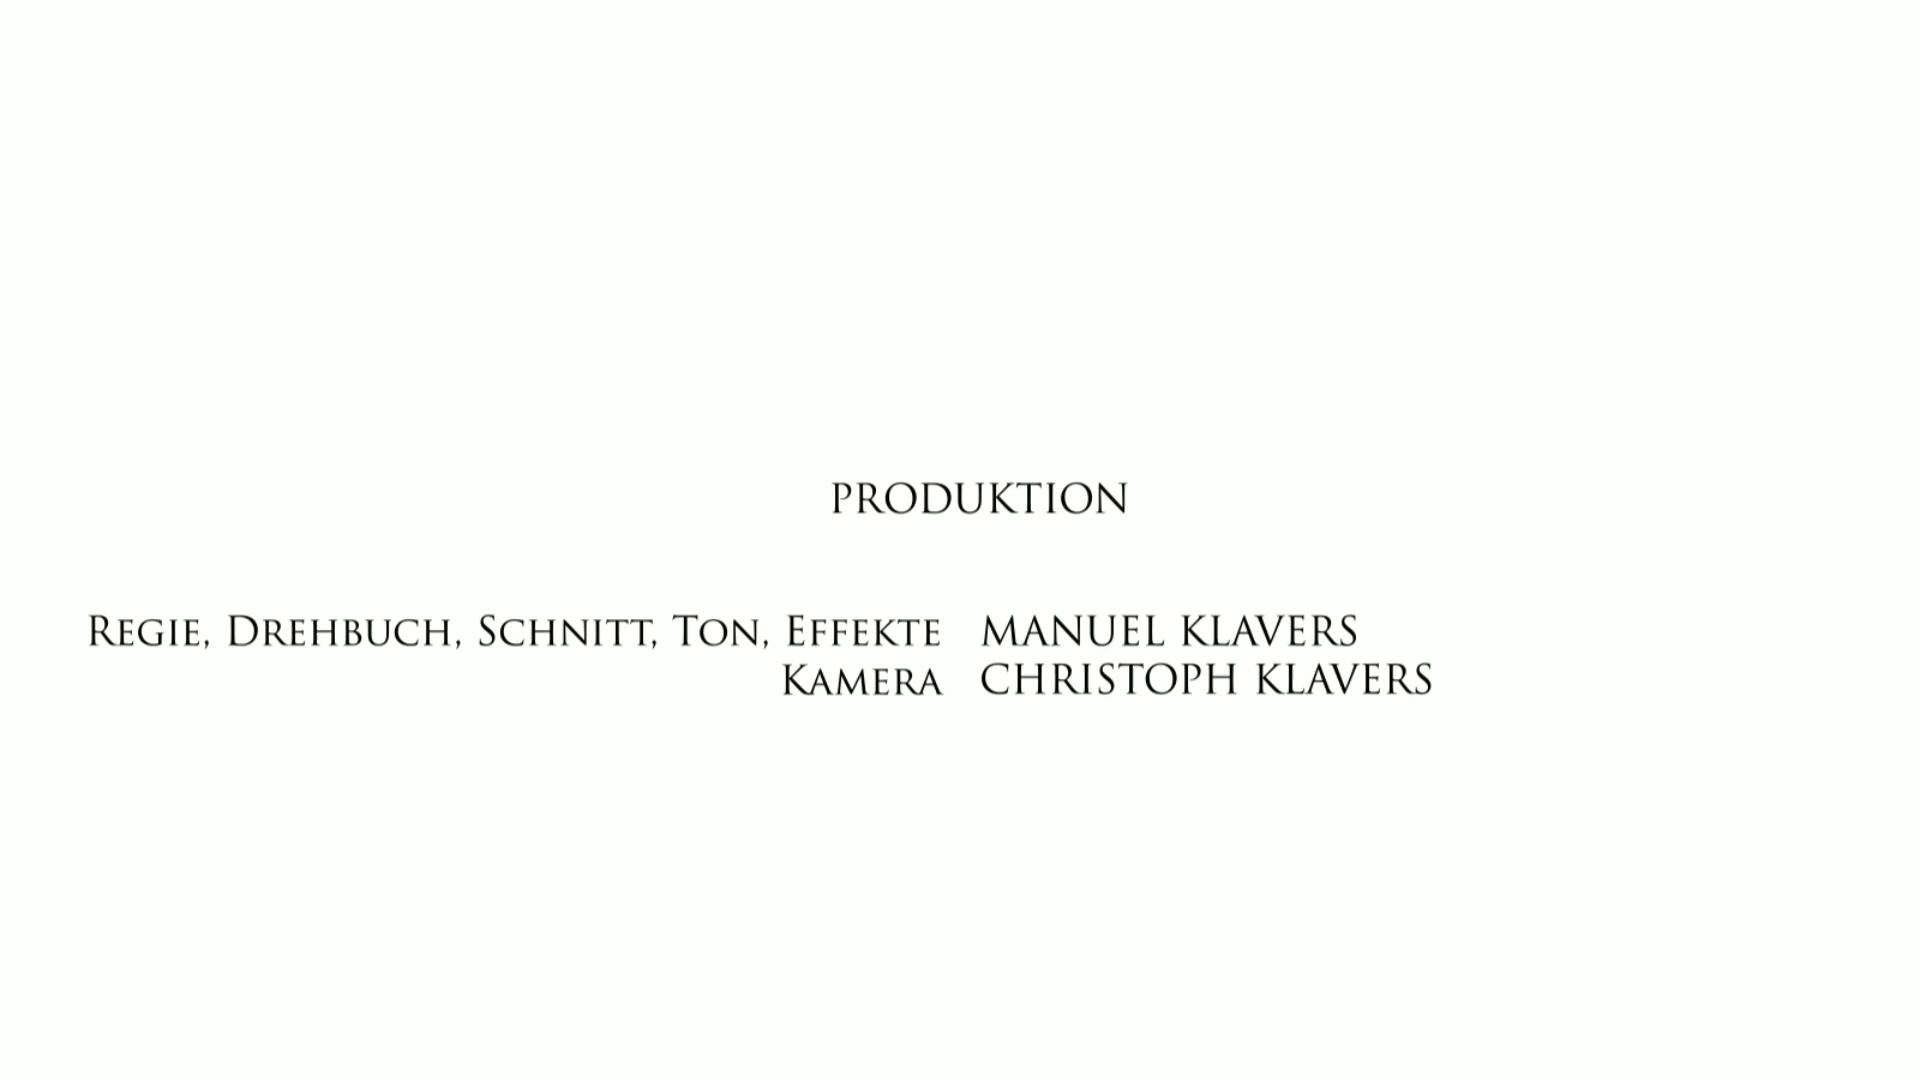 PRODUKTION
REGIE, DREHBUCH, SCHNITT, TON, EFFEKTE MANUEL KLAVERS
KAMERA CHRISTOPH KLAVERS